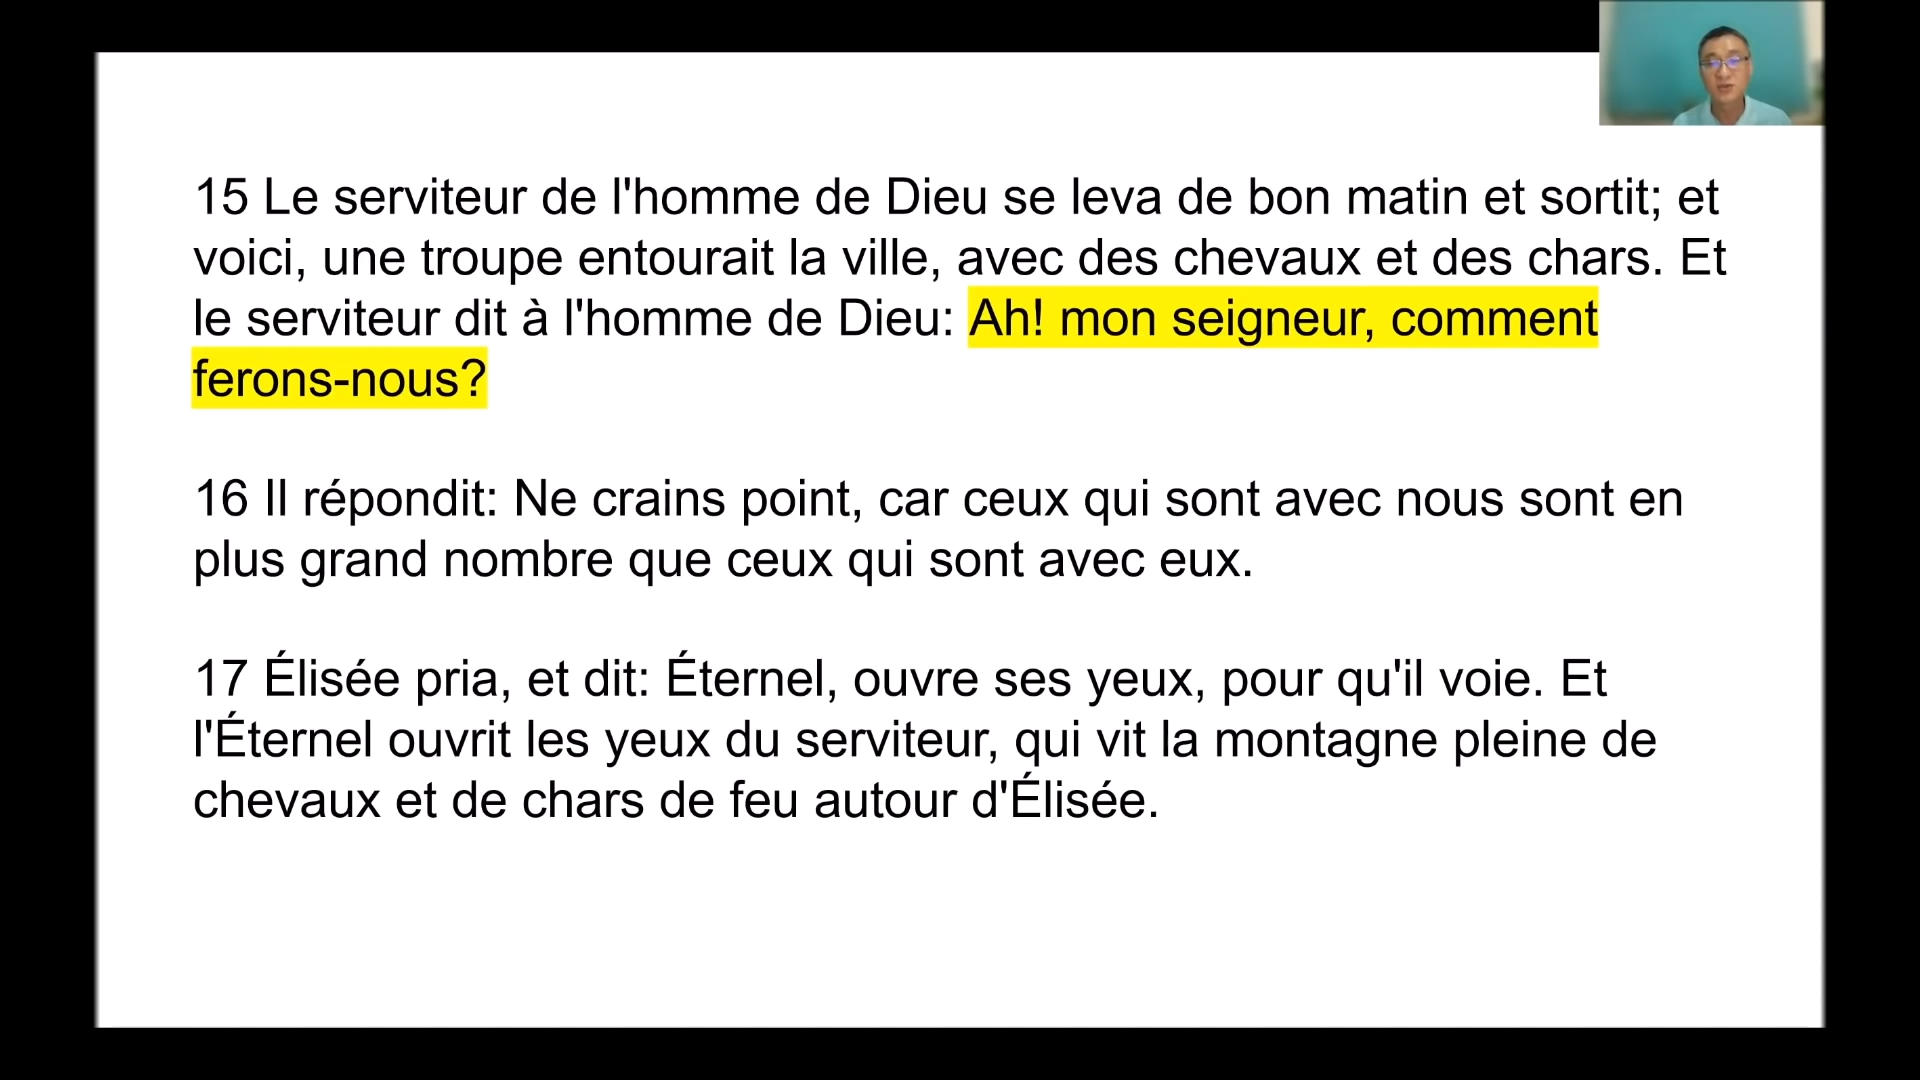 15 Le serviteur de l'homme de Dieu se leva de bon matin et sortit; et
voici, une troupe entourait la ville, avec des chevaux et des chars. Et
le serviteur dit à l'homme de Dieu: Ah! mon seigneur, comment
ferons-nous?
16 Il répondit: Ne crains point, car ceux qui sont avec nous sont en
plus grand nombre que ceux qui sont avec eux.
17 Élisée pria, et dit: Éternel, ouvre ses yeux, pour qu'il voie. Et
l'Éternel ouvrit les yeux du serviteur, qui vit la montagne pleine de
chevaux et de chars de feu autour d'Élisée.